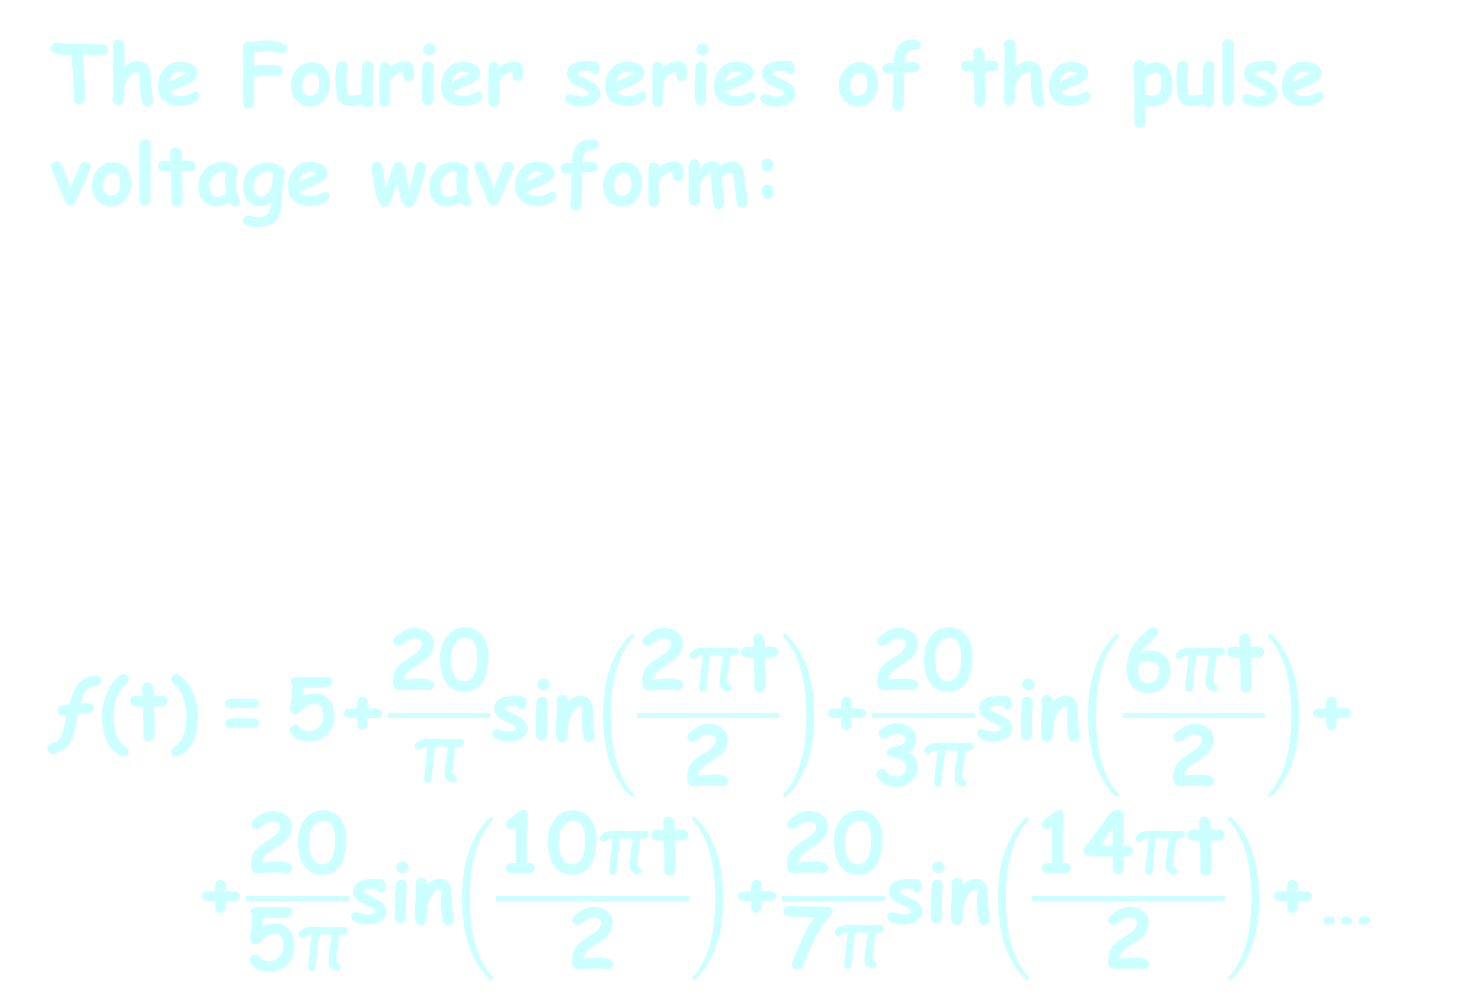 The Fourier series of the pulse
voltage waveform:
f(t) = 5+20/π sin(2πt/2)+20/3π sin(6πt/2)+
+20/5π sin(10πt/2)+20/7π sin(14πt/2)+...